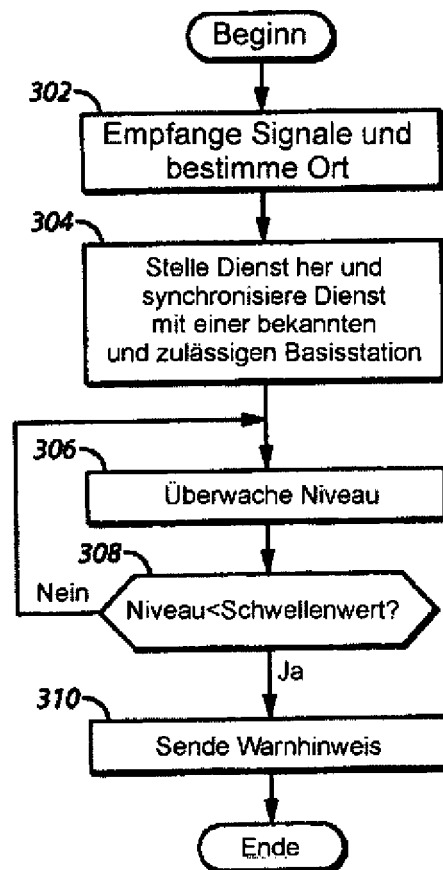 Beginn
302
Empfange Signale und
bestimme Ort
304
Stelle Dienst her und
synchronisiere Dienst
mit einer bekannten
und zulässigen Basisstation
306
Überwache Niveau
308
Nein
Niveau<Schwellenwert?
Ja
310
Sende Warnhinweis
Ende